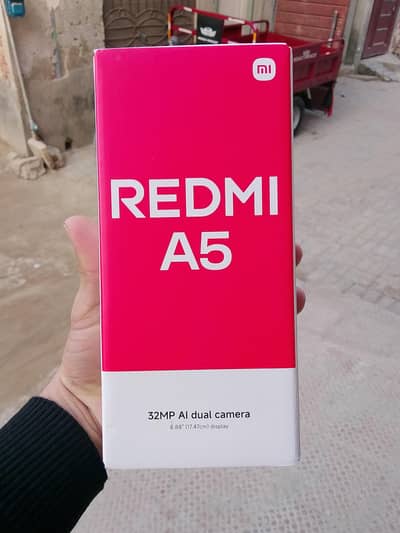 mi
REDMI
A5
32MP AI dual camera
6.88" (17.47cm) display